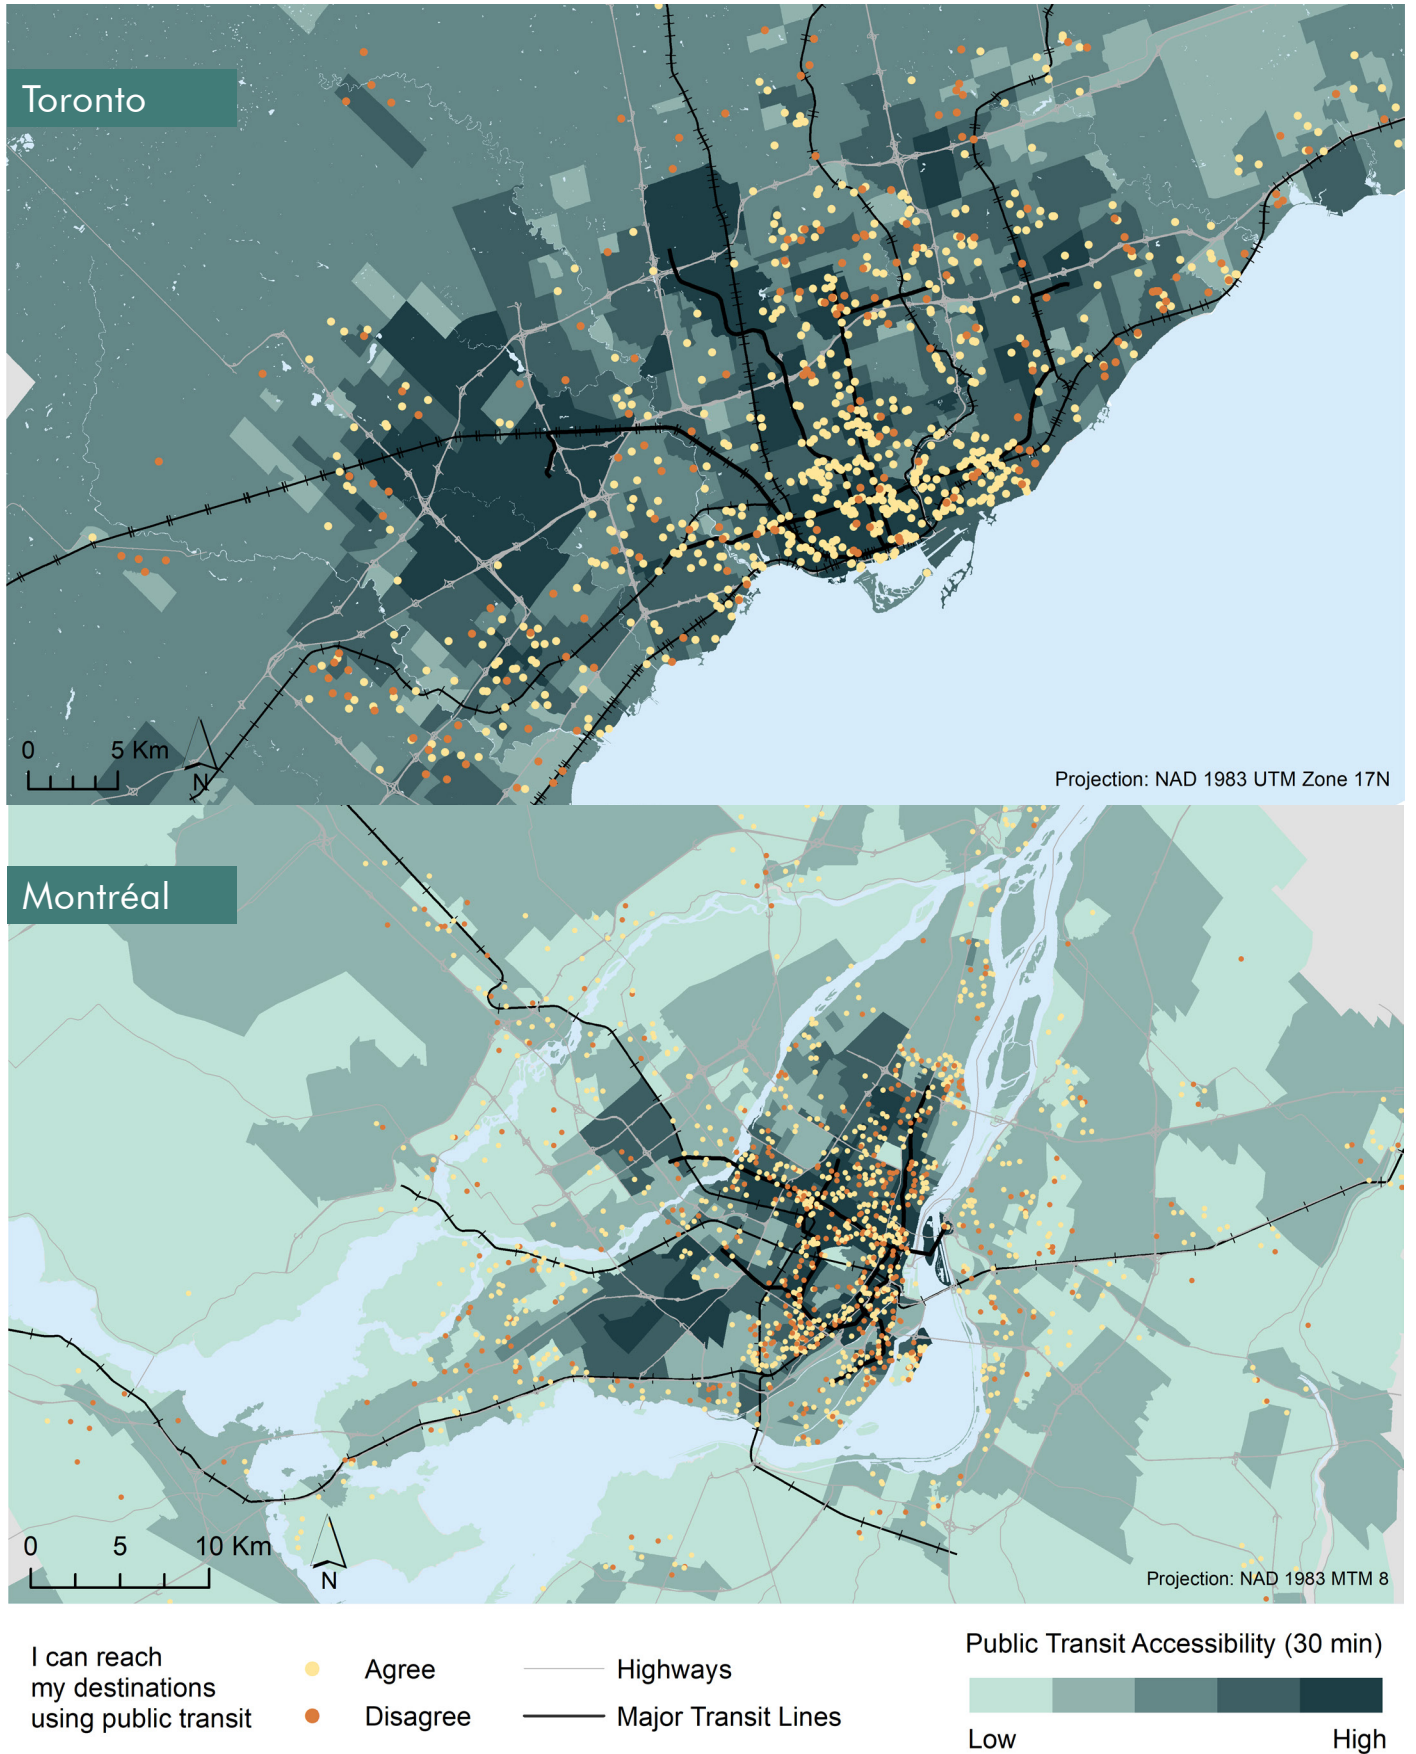 Toronto
0 5 Km
N
Projection: NAD 1983 UTM Zone 17N
Montréal
0 5 10 Km
N
Projection: NAD 1983 MTM 8
I can reach
my destinations
using public transit
Agree
Disagree
Highways
Major Transit Lines
Public Transit Accessibility (30 min)
Low High